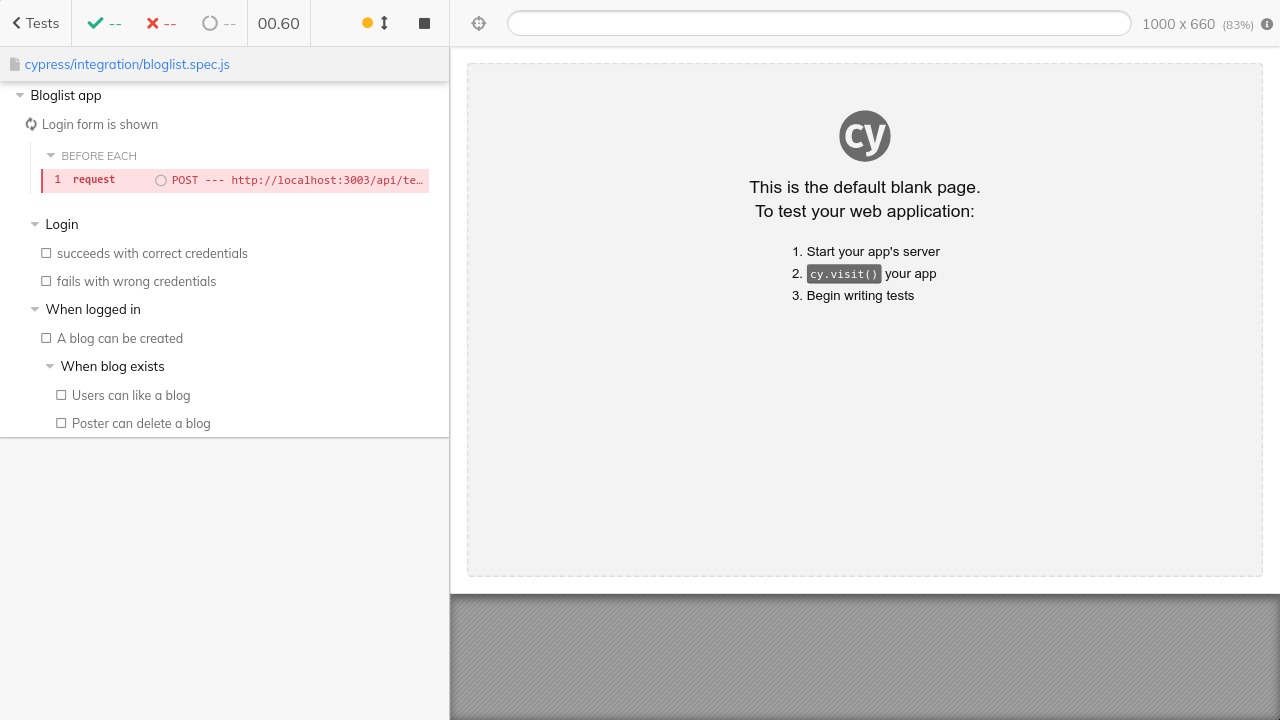 Tests -- -- -- 00.60 1000 x 660 (83%)
cypress/integration/bloglist.spec.js
Bloglist app
Login form is shown
BEFORE EACH
1 request POST --- http://localhost:3003/api/te…
Login
succeeds with correct credentials
fails with wrong credentials
When logged in
A blog can be created
When blog exists
Users can like a blog
Poster can delete a blog
cy
This is the default blank page.
To test your web application:
1. Start your app's server
2. cy.visit() your app
3. Begin writing tests